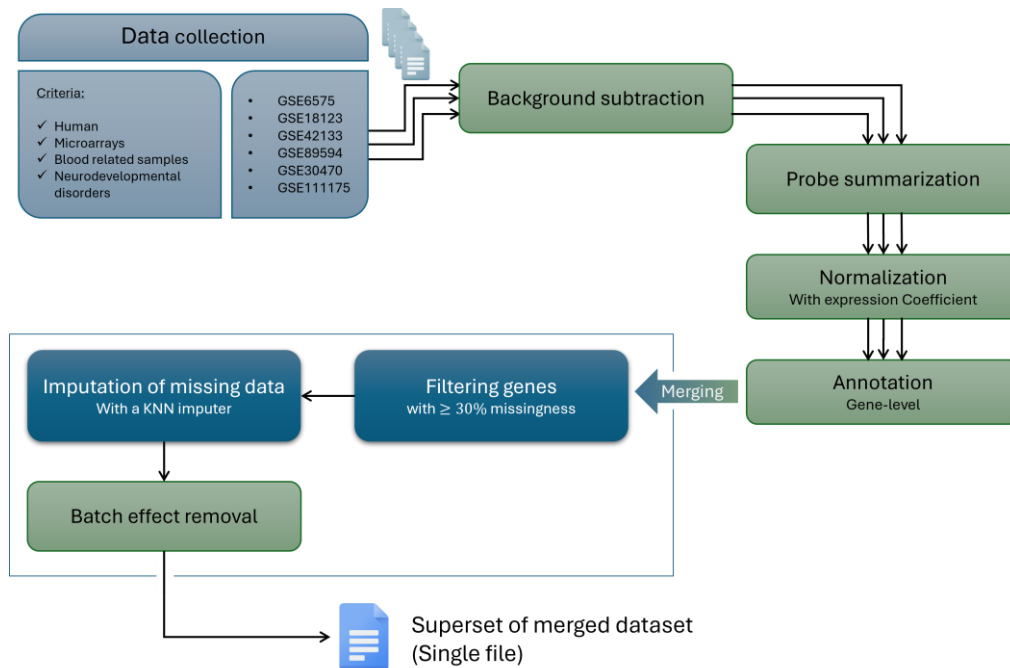 Data collection
Criteria:
✓ Human
✓ Microarrays
✓ Blood related samples
✓ Neurodevelopmental
disorders
• GSE6575
• GSE18123
• GSE42133
• GSE89594
• GSE30470
• GSE111175
Background subtraction
Probe summarization
Normalization
With expression Coefficient
Annotation
Gene-level
Merging
Filtering genes
with ≥ 30% missingness
Imputation of missing data
With a KNN imputer
Batch effect removal
Superset of merged dataset
(Single file)